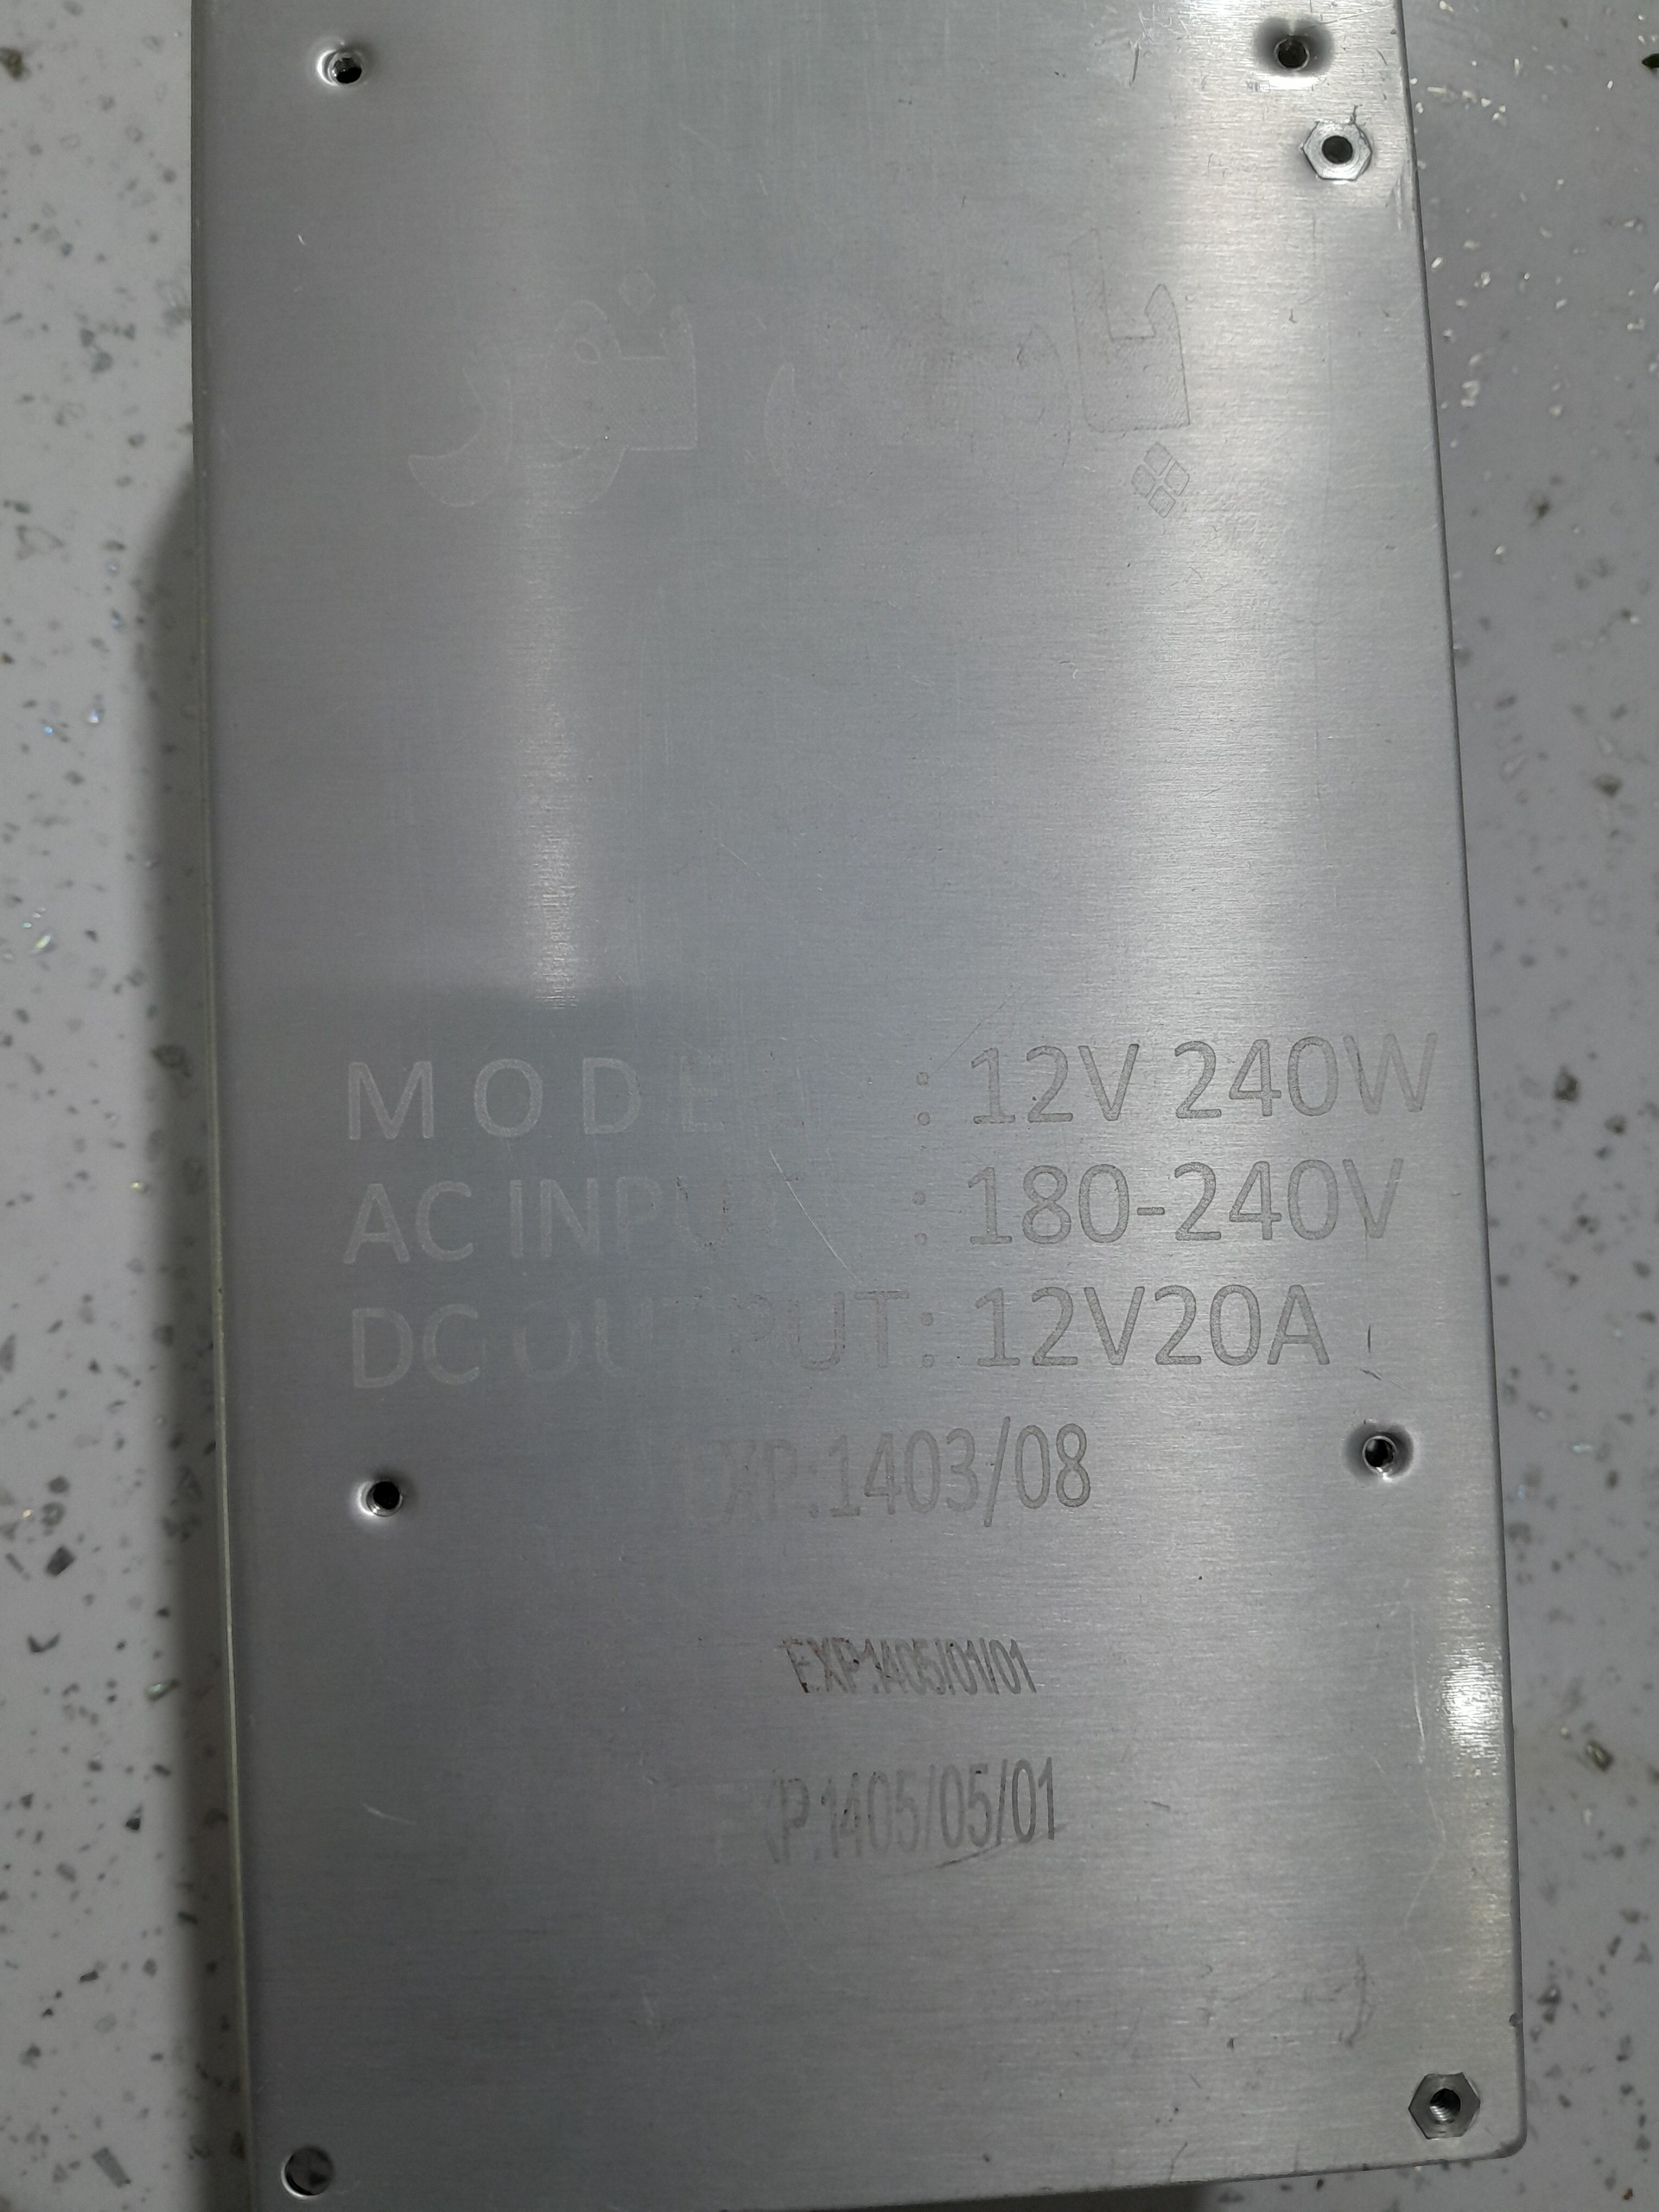 نور
MODEL : 12V 240W
AC INPUT : 180-240V
DC OUTPUT: 12V20A
EXP:1403/08
EXP:1405/01/01
EXP:1405/05/01